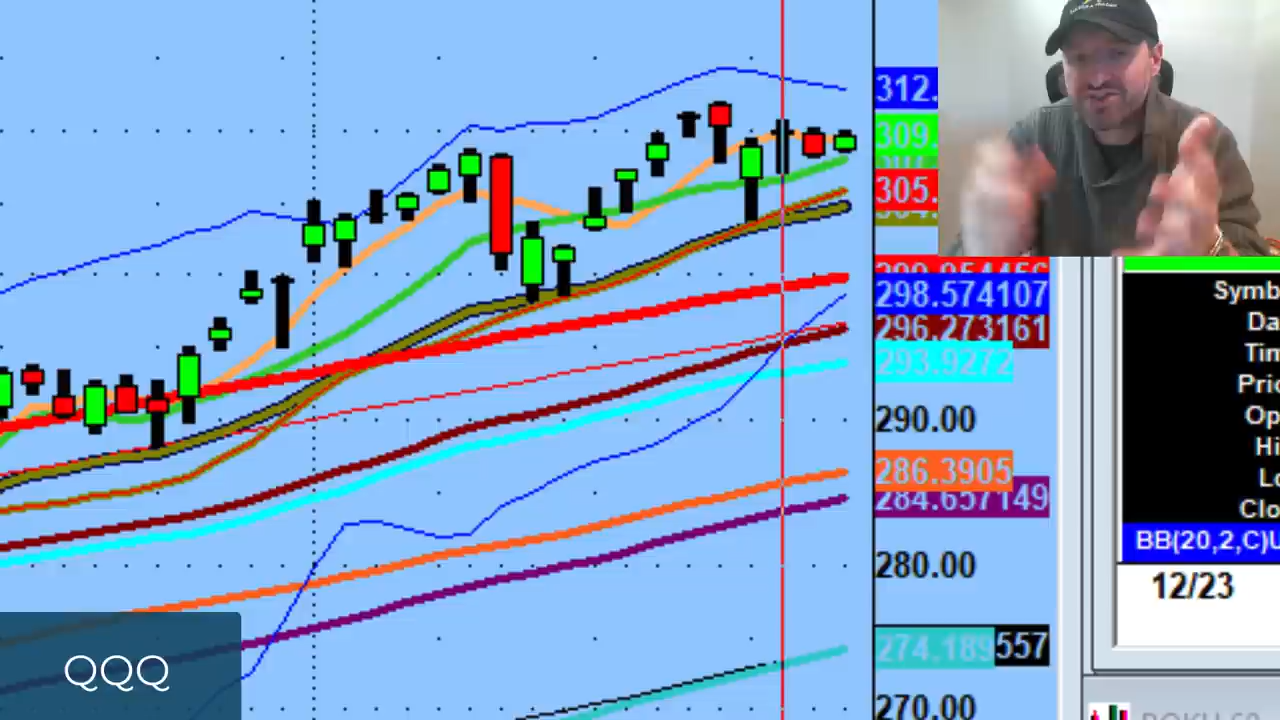 312.
309.
305.
298.574107
296.273161
293.9272
290.00
286.3905
284.657149
280.00
274.189557
270.00
Symb
Da
Tim
Pric
Op
Hi
Lo
Clo
BB(20,2,C)U
12/23
QQQ